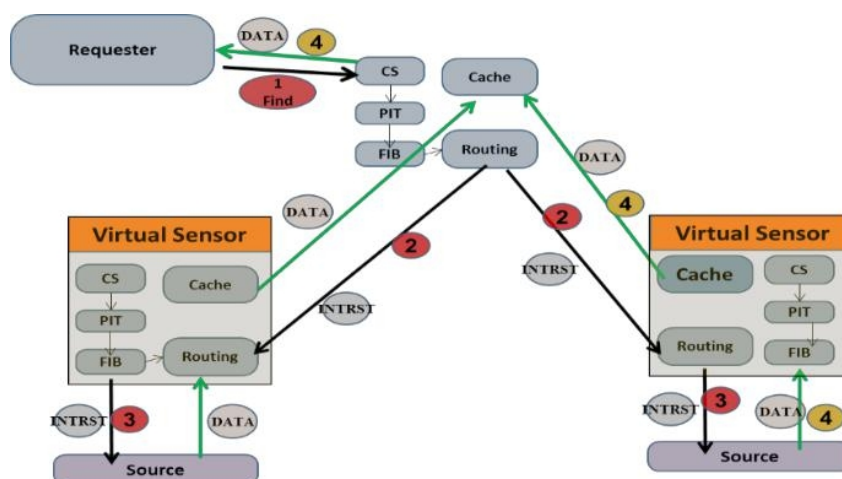 Requester
DATA
4
1
Find
CS
PIT
FIB
Cache
Routing
DATA
DATA
4
2
2
INTRST
INTRST
Virtual Sensor
CS
PIT
FIB
Cache
Routing
INTRST
3
DATA
Source
Virtual Sensor
Cache
CS
PIT
FIB
Routing
INTRST
3
DATA
4
Source